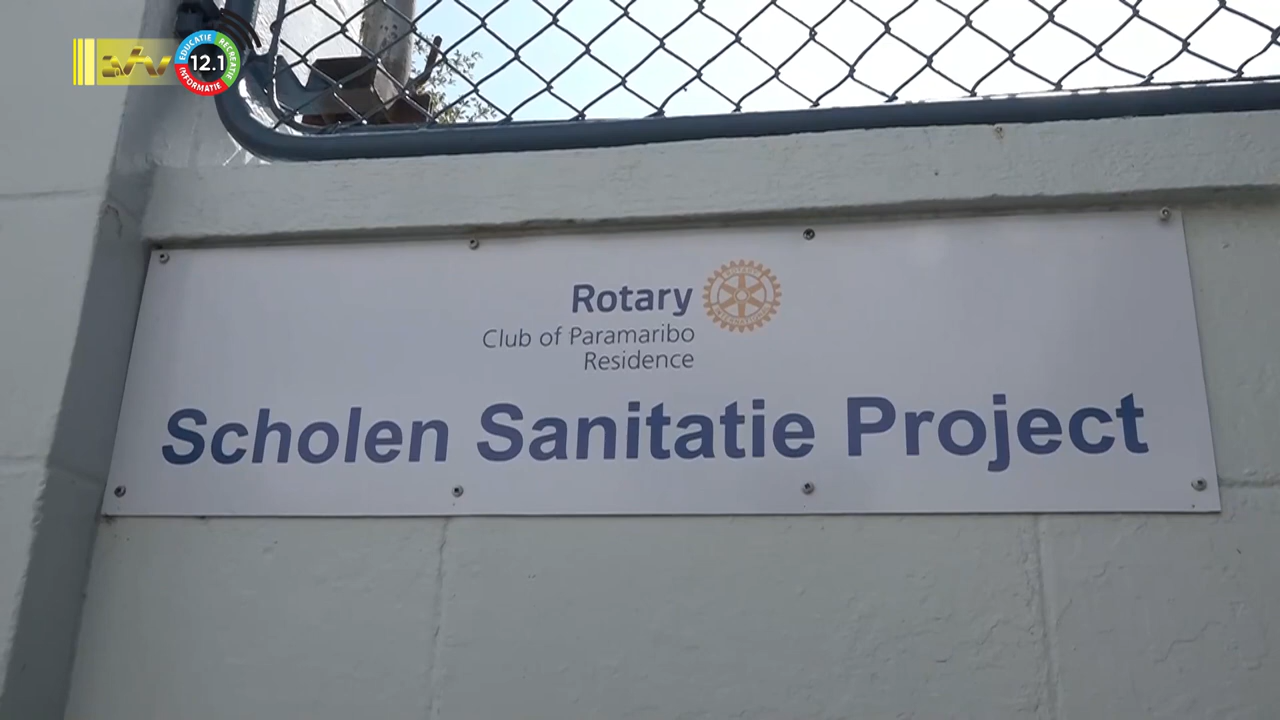 EDUCATIE
RECREATIE
INFORMATIE
12.1
Rotary
Club of Paramaribo
Residence
Scholen Sanitatie Project